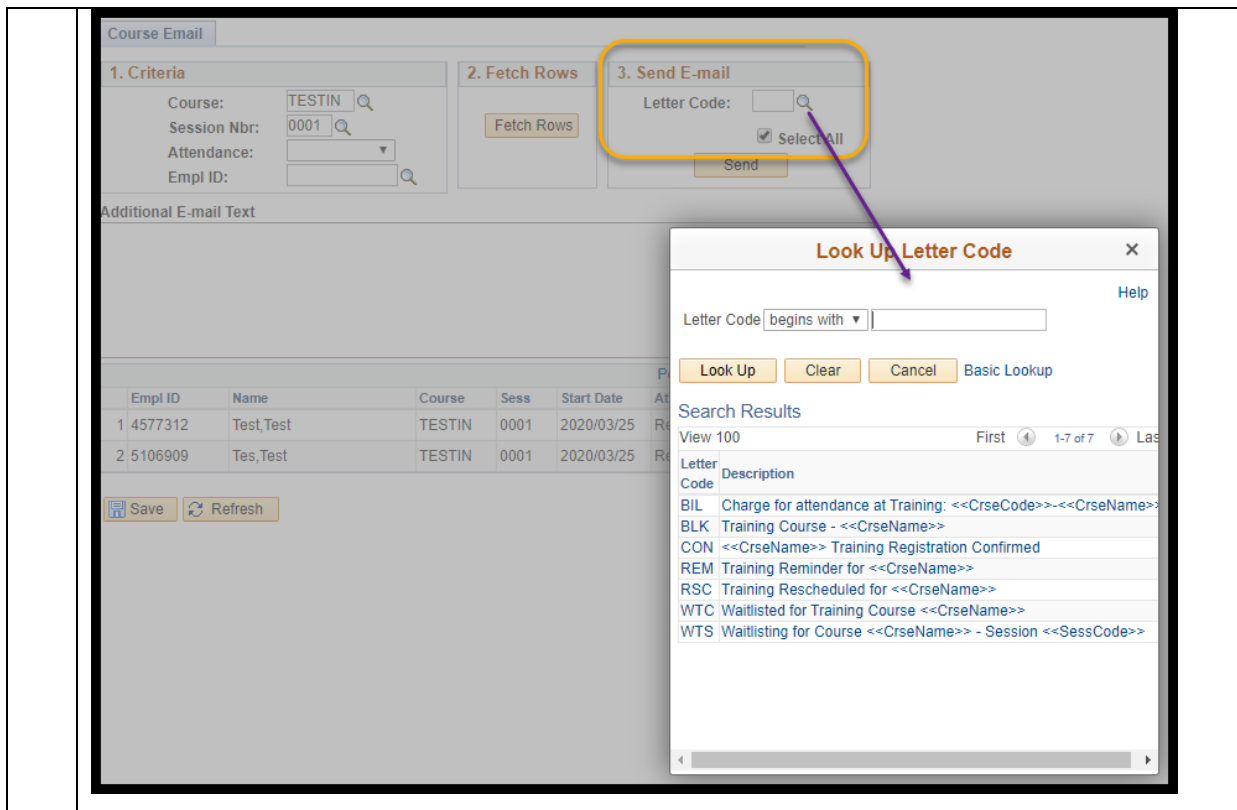 Course Email
1. Criteria
2. Fetch Rows
3. Send E-mail
Course: TESTIN
Session Nbr: 0001
Attendance:
Empl ID:
Fetch Rows
Letter Code:
Select All
Send
Additional E-mail Text
Empl ID Name Course Sess Start Date
1 4577312 Test,Test TESTIN 0001 2020/03/25
2 5106909 Tes,Test TESTIN 0001 2020/03/25
Save Refresh
Look Up Letter Code ×
Help
Letter Code begins with
Look Up Clear Cancel Basic Lookup
Search Results
View 100 First 1-7 of 7 Las
Letter Code Description
BIL Charge for attendance at Training: <<CrseCode>>-<<CrseName>>
BLK Training Course - <<CrseName>>
CON <<CrseName>> Training Registration Confirmed
REM Training Reminder for <<CrseName>>
RSC Training Rescheduled for <<CrseName>>
WTC Waitlisted for Training Course <<CrseName>>
WTS Waitlisting for Course <<CrseName>> - Session <<SessCode>>